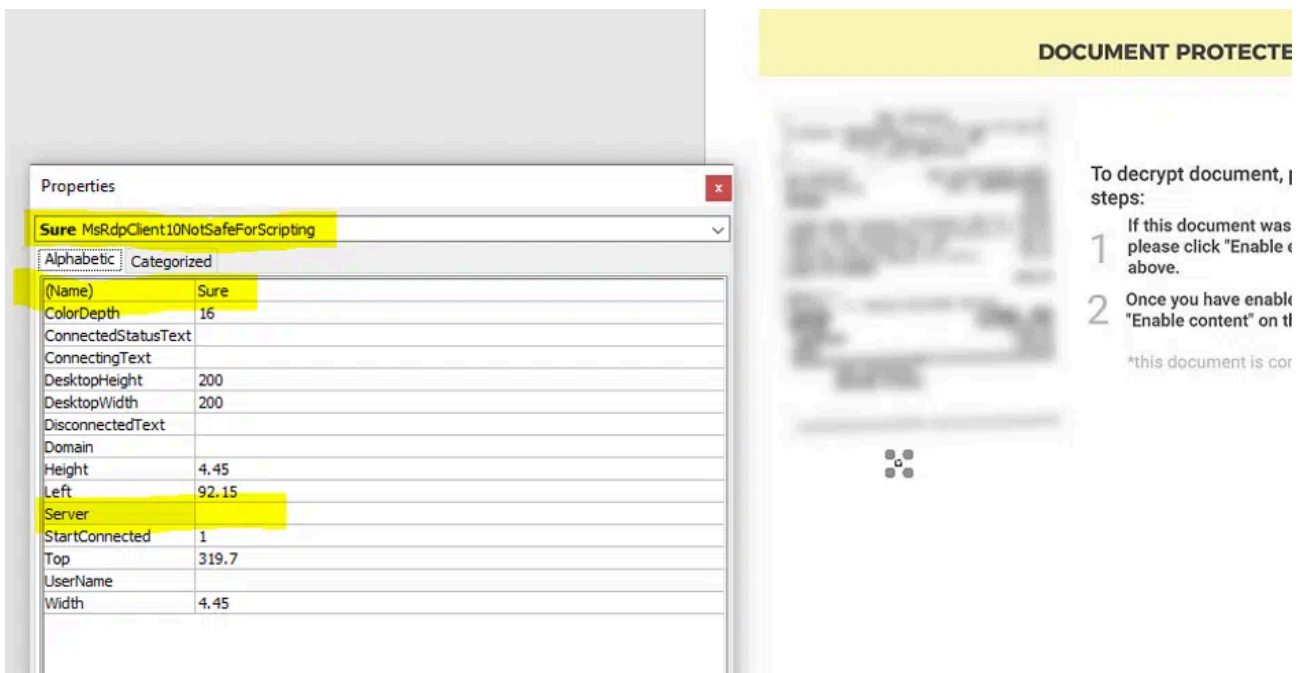 Properties
x
Sure MsRdpClient10NotSafeForScripting
Alphabetic Categorized
(Name) Sure
ColorDepth 16
ConnectedStatusText
ConnectingText
DesktopHeight 200
DesktopWidth 200
DisconnectedText
Domain
Height 4.45
Left 92.15
Server
StartConnected 1
Top 319.7
UserName
Width 4.45
DOCUMENT PROTECTE
To decrypt document, p
steps:
1 If this document was
please click "Enable e
above.
2 Once you have enable
"Enable content" on th
*this document is con